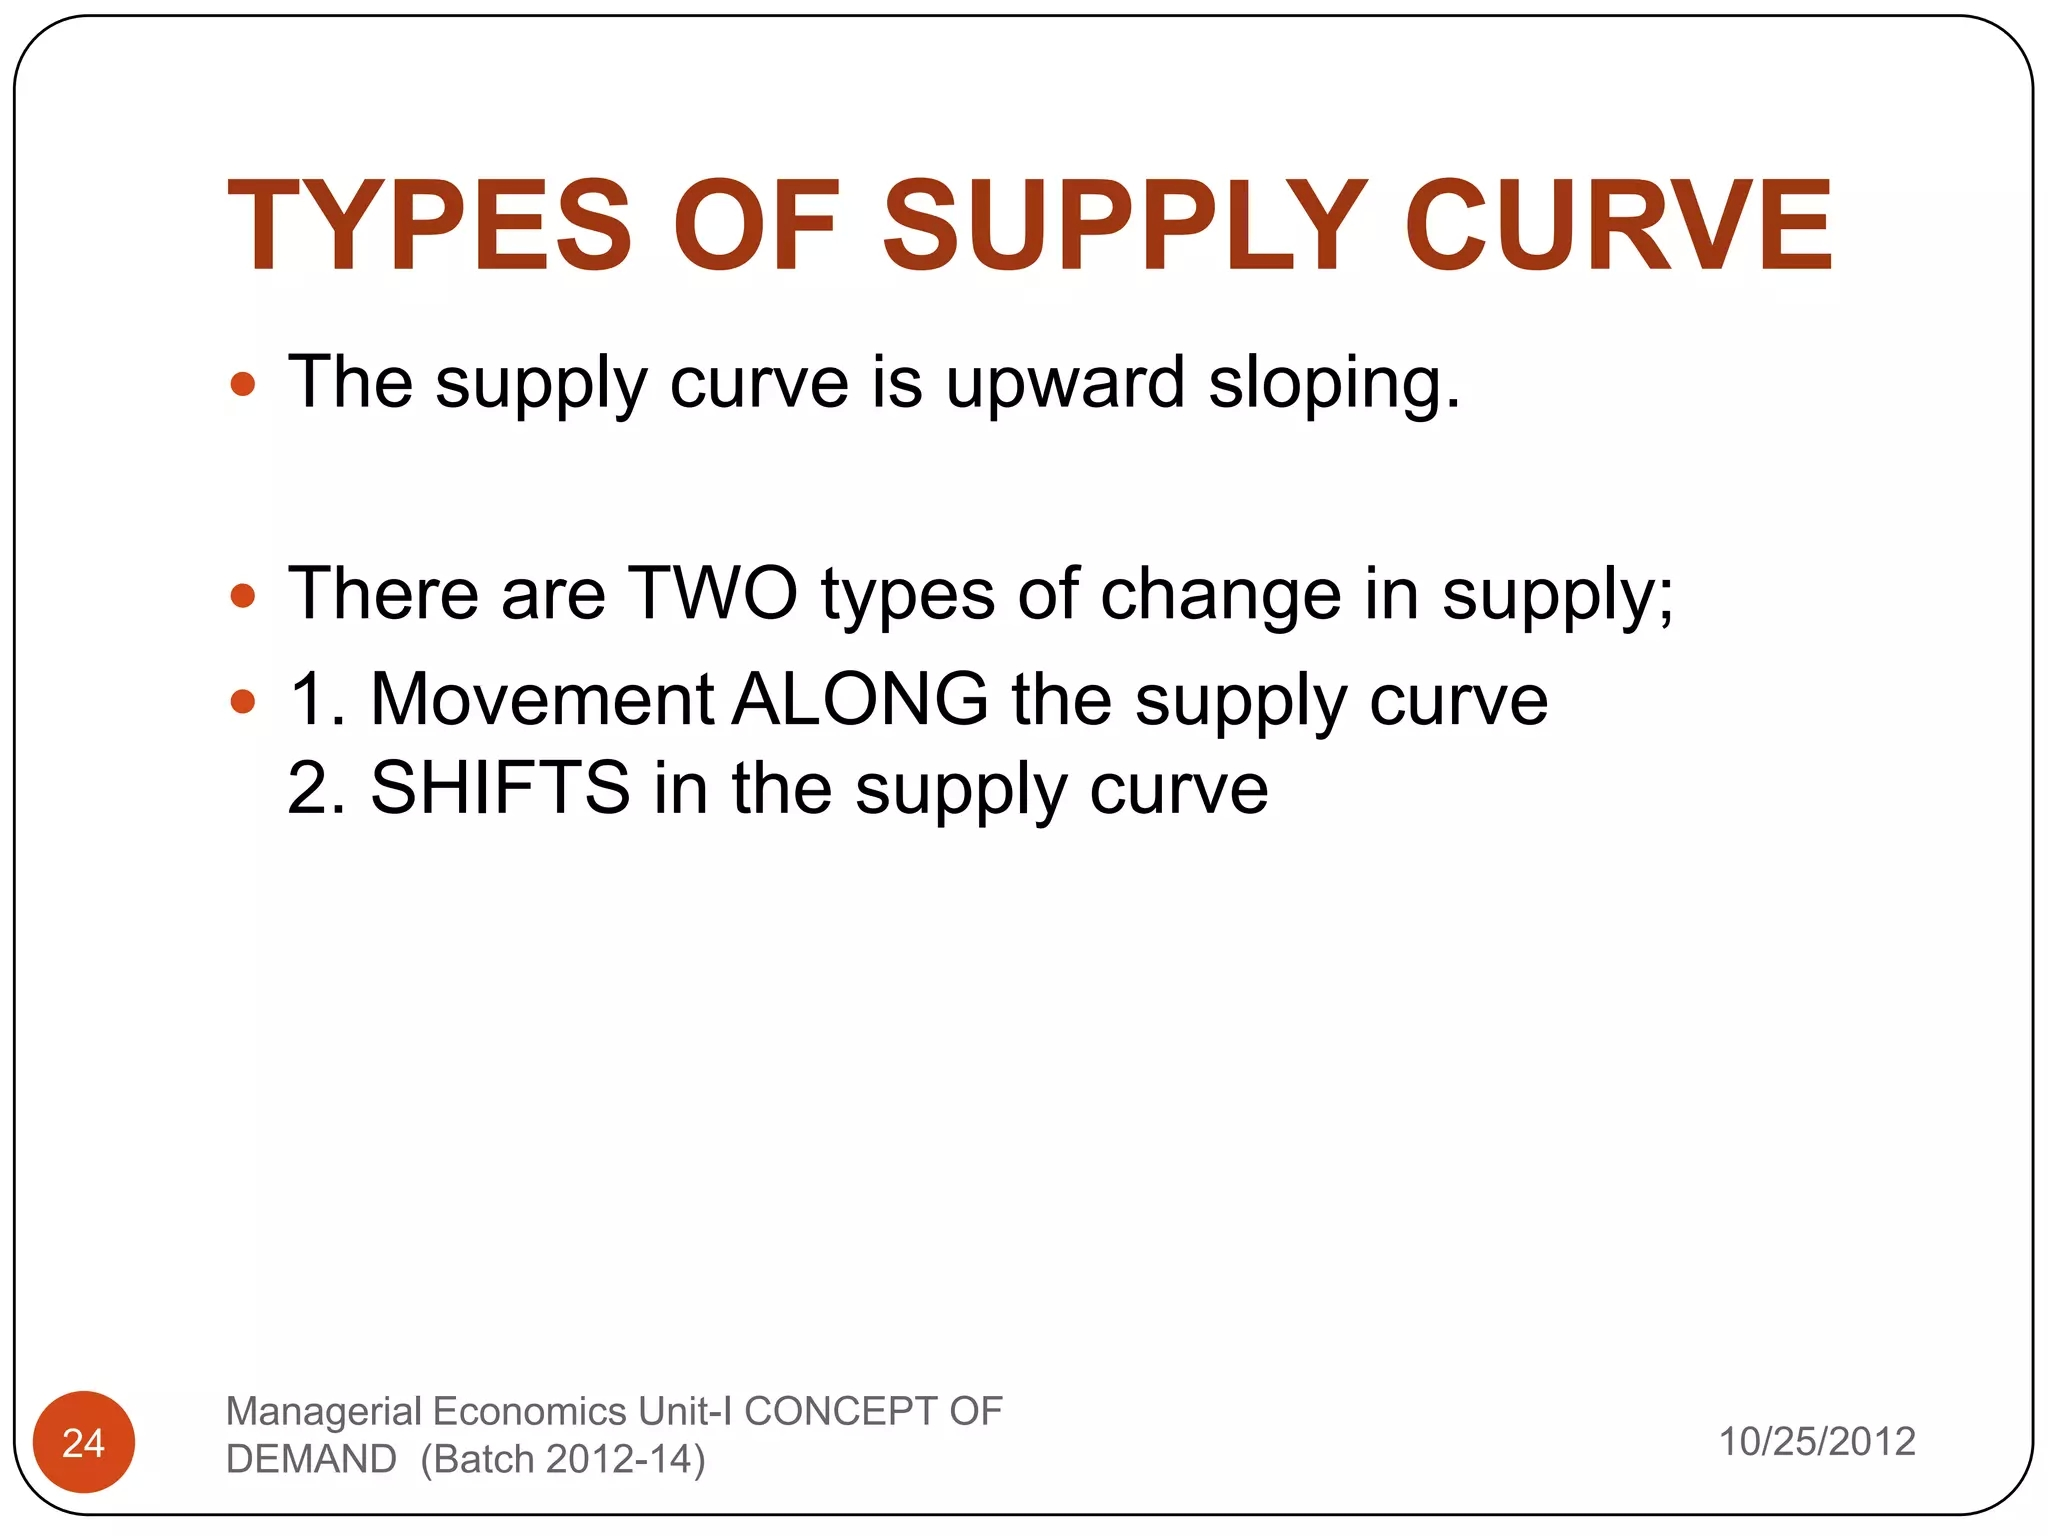 TYPES OF SUPPLY CURVE
The supply curve is upward sloping.
There are TWO types of change in supply;
1. Movement ALONG the supply curve
2. SHIFTS in the supply curve
24
Managerial Economics Unit-I CONCEPT OF
DEMAND (Batch 2012-14)
10/25/2012